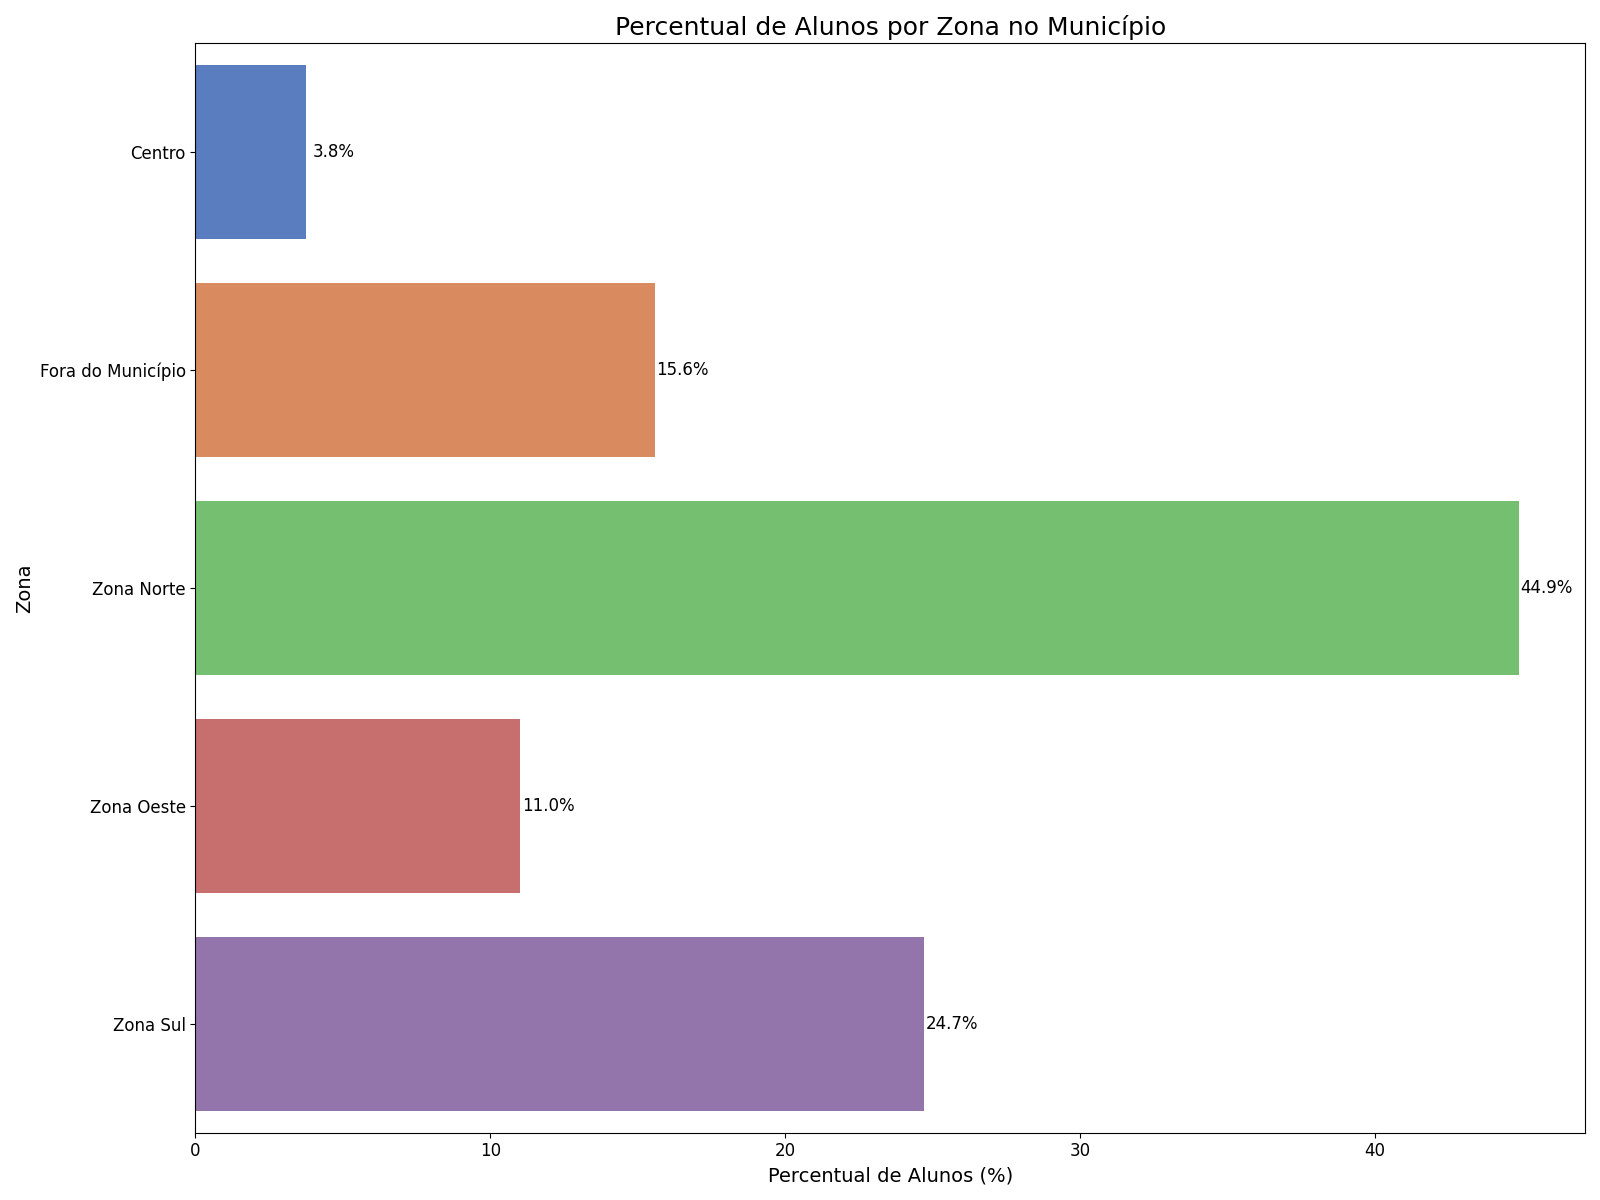 Percentual de Alunos por Zona no Município
Centro
3.8%
Fora do Município
15.6%
Zona Norte
44.9%
Zona Oeste
11.0%
Zona Sul
24.7%
Zona
0 10 20 30 40
Percentual de Alunos (%)